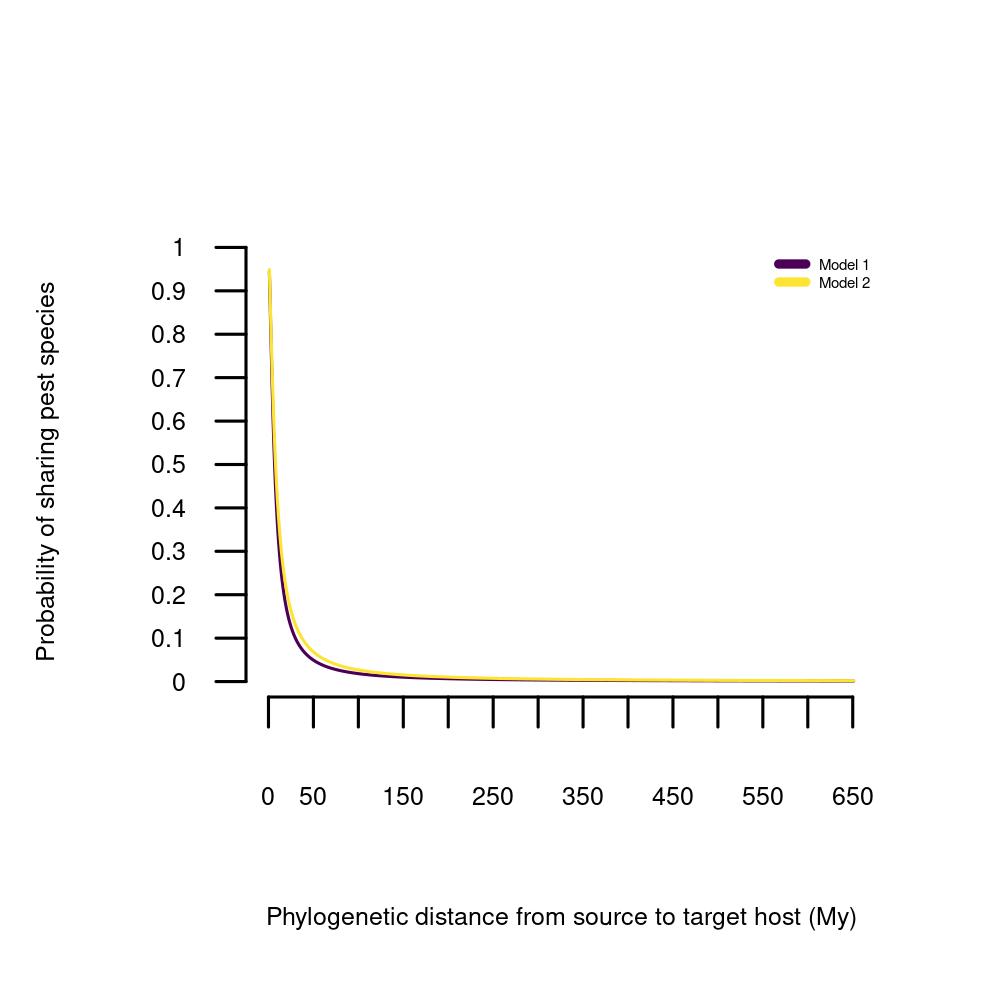 Model 1
Model 2
Probability of sharing pest species
1
0.9
0.8
0.7
0.6
0.5
0.4
0.3
0.2
0.1
0
0 50 150 250 350 450 550 650
Phylogenetic distance from source to target host (My)